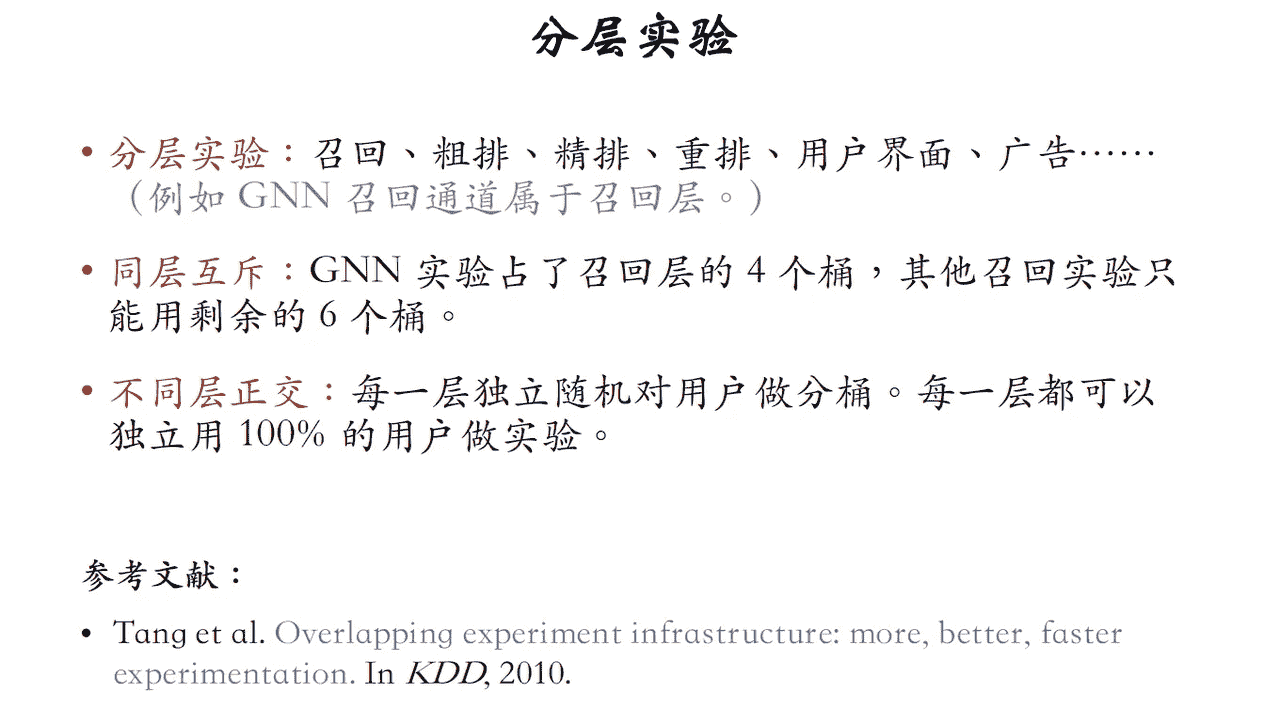 分层实验
• 分层实验：召回、粗排、精排、重排、用户界面、广告……
（例如 GNN 召回通道属于召回层。）
• 同层互斥：GNN 实验占了召回层的 4 个桶，其他召回实验只
能用剩余的 6 个桶。
• 不同层正交：每一层独立随机对用户做分桶。每一层都可以
独立用 100% 的用户做实验。
参考文献：
• Tang et al. Overlapping experiment infrastructure: more, better, faster
experimentation. In KDD, 2010.